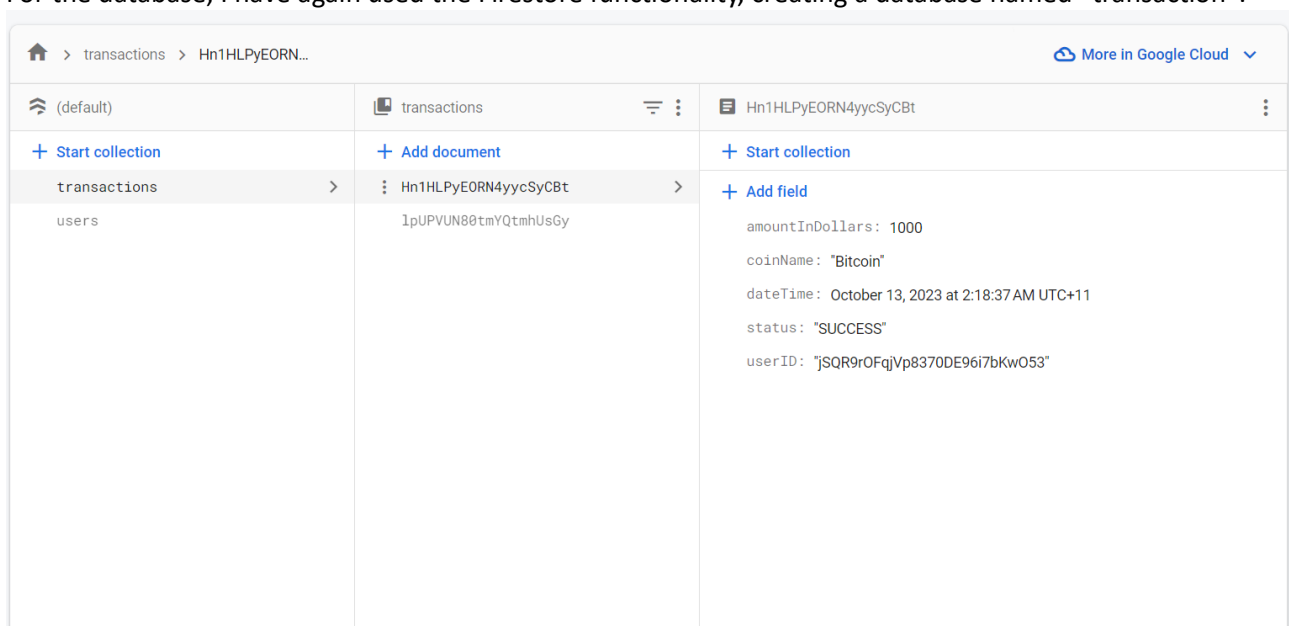 For the database, I have again used the Firestore functionality, creating a database named "transaction".
transactions > Hn1HLPyEORN... More in Google Cloud
(default) transactions Hn1HLPyEORN4yycSyCBt
+ Start collection + Add document + Start collection
transactions > Hn1HLPyEORN4yycSyCBt > + Add field
users lpUPVUN80tmYQtmhUsGy
amountInDollars: 1000
coinName: "Bitcoin"
dateTime: October 13, 2023 at 2:18:37 AM UTC+11
status: "SUCCESS"
userID: "jSQR9rOFqjVp8370DE96i7bKwO53"